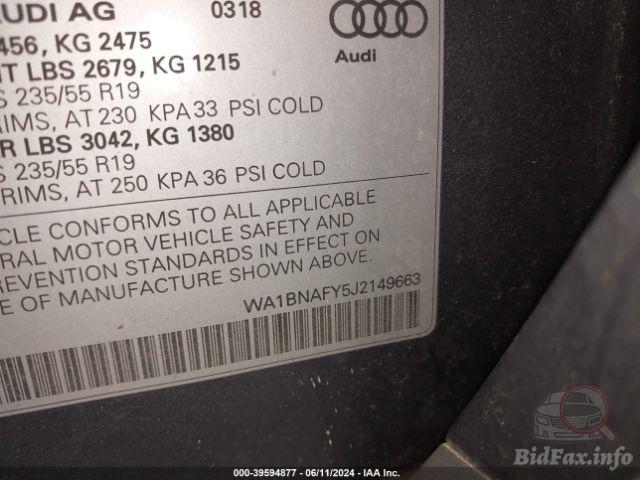 AUDI AG 0318
456, KG 2475
Audi
NT LBS 2679, KG 1215
S 235/55 R19
RIMS, AT 230 KPA 33 PSI COLD
R LBS 3042, KG 1380
S 235/55 R19
RIMS, AT 250 KPA 36 PSI COLD
CLE CONFORMS TO ALL APPLICABLE
RAL MOTOR VEHICLE SAFETY AND
REVENTION STANDARDS IN EFFECT ON
E OF MANUFACTURE SHOWN ABOVE.
WA1BNAFY5J2149663
BidFax.info
000-39594877 - 06/11/2024 - IAA Inc.